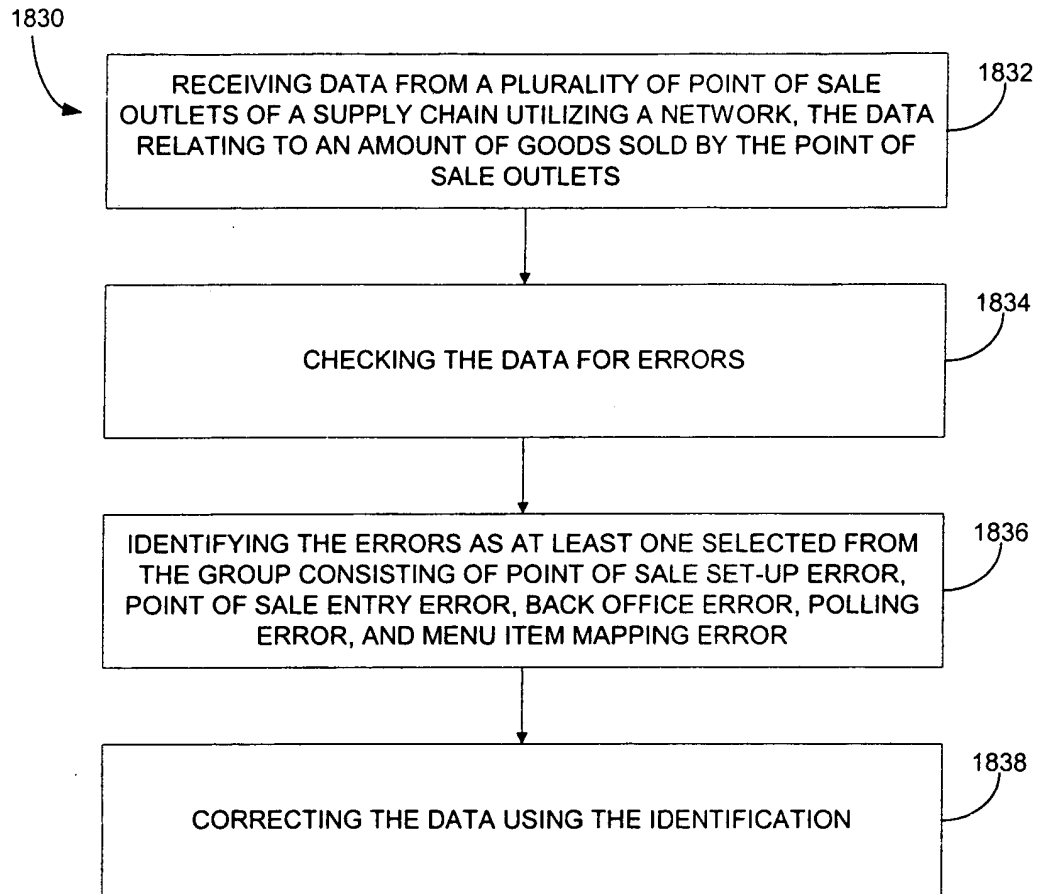 1830
RECEIVING DATA FROM A PLURALITY OF POINT OF SALE
OUTLETS OF A SUPPLY CHAIN UTILIZING A NETWORK, THE DATA
RELATING TO AN AMOUNT OF GOODS SOLD BY THE POINT OF
SALE OUTLETS
1832
CHECKING THE DATA FOR ERRORS
1834
IDENTIFYING THE ERRORS AS AT LEAST ONE SELECTED FROM
THE GROUP CONSISTING OF POINT OF SALE SET-UP ERROR,
POINT OF SALE ENTRY ERROR, BACK OFFICE ERROR, POLLING
ERROR, AND MENU ITEM MAPPING ERROR
1836
CORRECTING THE DATA USING THE IDENTIFICATION
1838